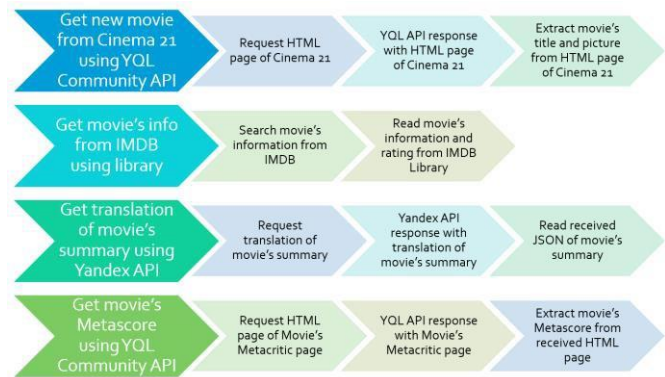 Get new movie
from Cinema 21
using YQL
Community API
Request HTML
page of Cinema 21
YQL API response
with HTML page
of Cinema 21
Extract movie's
title and picture
from HTML page
of Cinema 21
Get movie's info
from IMDB
using library
Search movie's
information from
IMDB
Read movie's
information and
rating from IMDB
Library
Get translation
of movie's
summary using
Yandex API
Request
translation of
movie's summary
Yandex API
response with
translation of
movie's summary
Read received
JSON of movie's
summary
Get movie's
Metascore
using YQL
Community API
Request HTML
page of Movie's
Metacritic page
YQL API response
with Movie's
Metacritic page
Extract movie's
Metascore from
received HTML
page